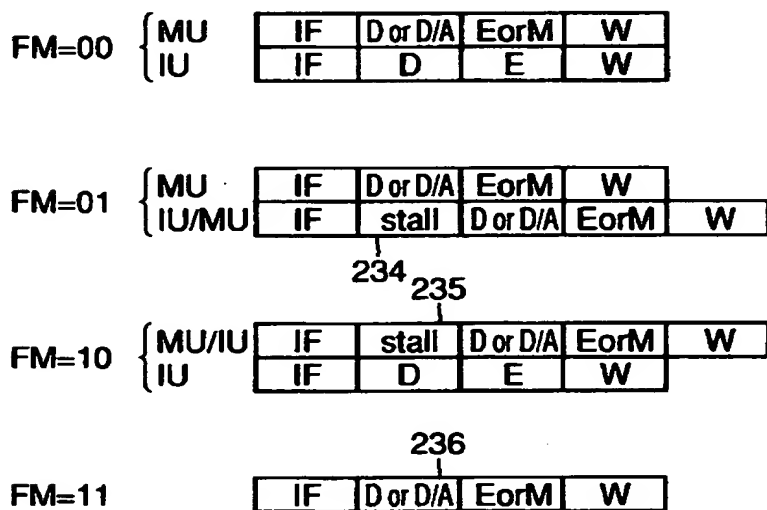 FM=00 { MU IF D or D/A EorM W
IU IF D E W
FM=01 { MU IF D or D/A EorM W
IU/MU IF stall D or D/A EorM W
234
235
FM=10 { MU/IU IF stall D or D/A EorM W
IU IF D E W
236
FM=11 IF D or D/A EorM W